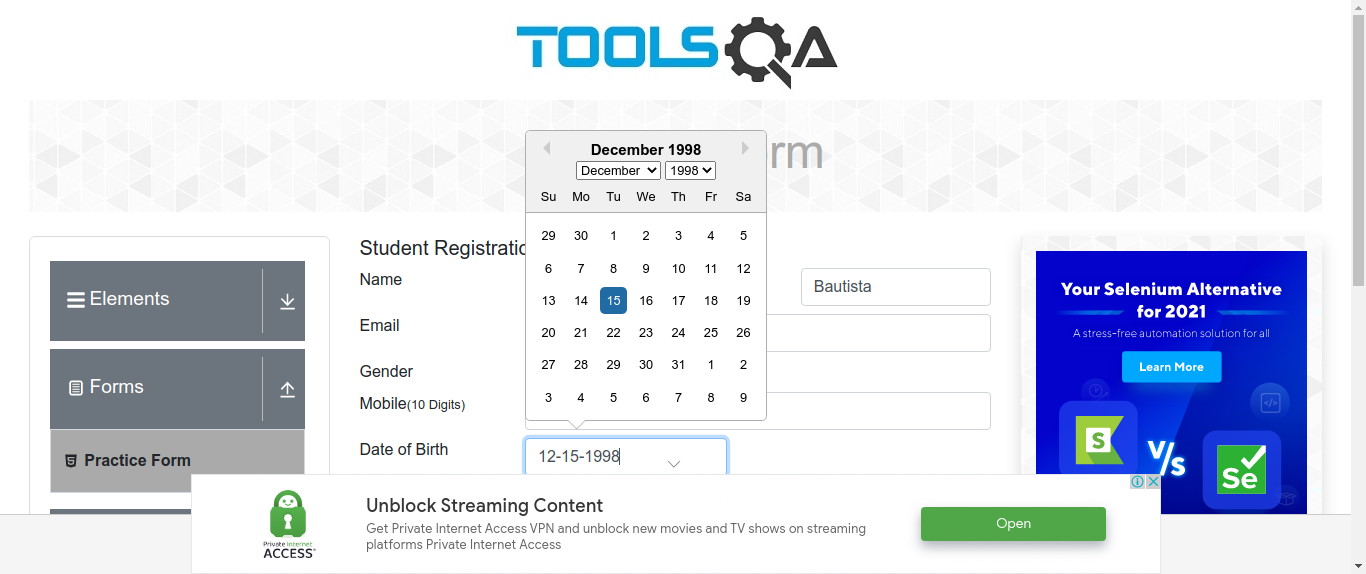 TOOLSQA
rm
December 1998
December 1998
Su Mo Tu We Th Fr Sa
29 30 1 2 3 4 5
6 7 8 9 10 11 12
13 14 15 16 17 18 19
20 21 22 23 24 25 26
27 28 29 30 31 1 2
3 4 5 6 7 8 9
Elements
Forms
Practice Form
Student Registratio
Name
Bautista
Email
Gender
Mobile(10 Digits)
Date of Birth
12-15-1998
Your Selenium Alternative
for 2021
A stress-free automation solution for all
Learn More
S
V/s
Se
Private Internet
ACCESS
Unblock Streaming Content
Get Private Internet Access VPN and unblock new movies and TV shows on streaming
platforms Private Internet Access
Open